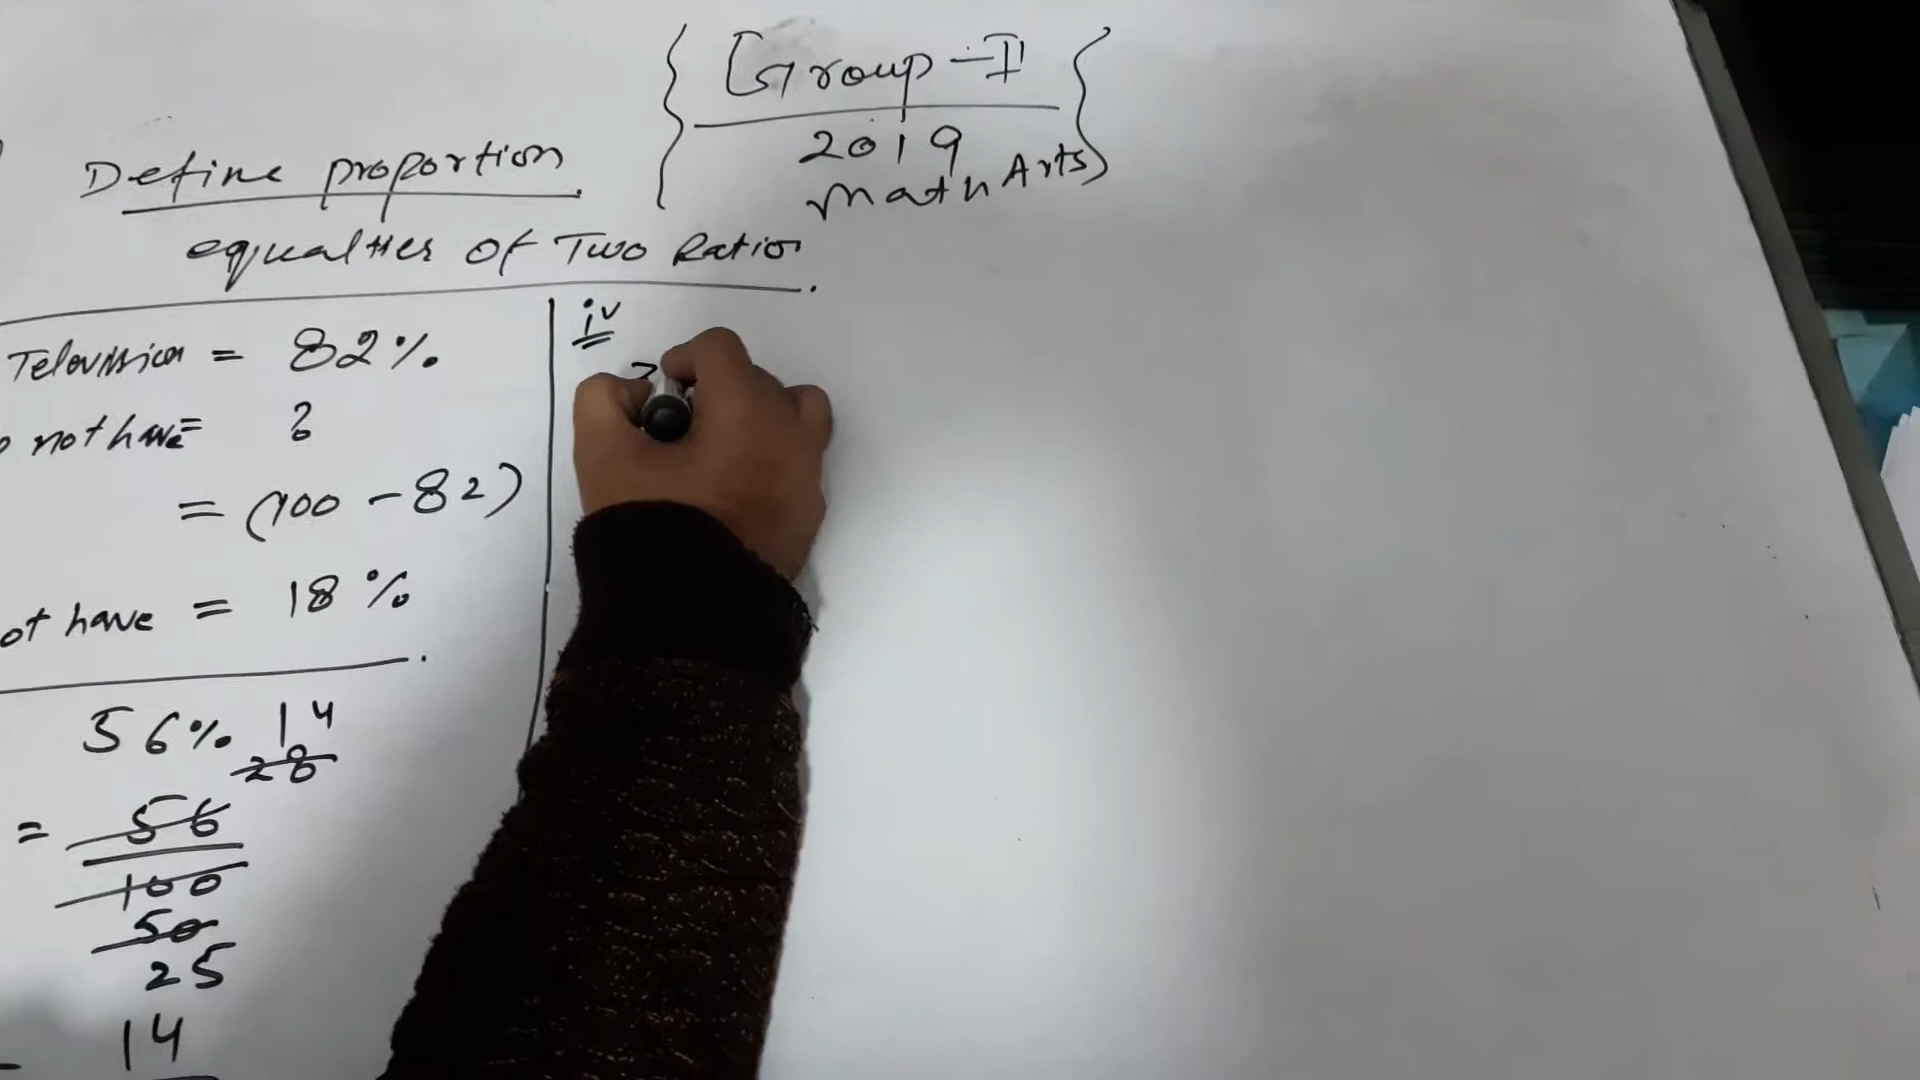 { Group-II }
2019
Math Arts
Define proportion
equalties of Two Ratio
Television = 82%.
not have = ?
= (100 - 82)
ot have = 18%
56%. 14
28
= 56
100
50
25
14
iv